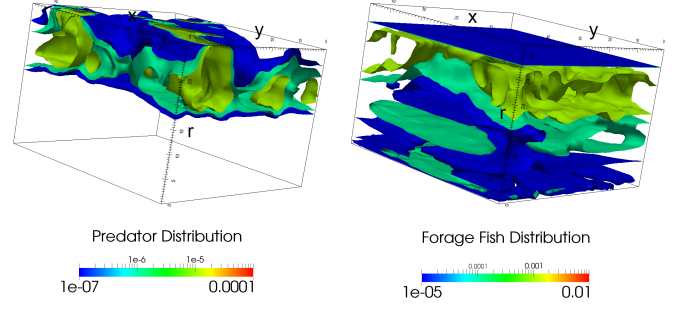 x
y
r
Predator Distribution
1e-6 1e-5
1e-07 0.0001
x
y
r
Forage Fish Distribution
0.0001 0.001
1e-05 0.01